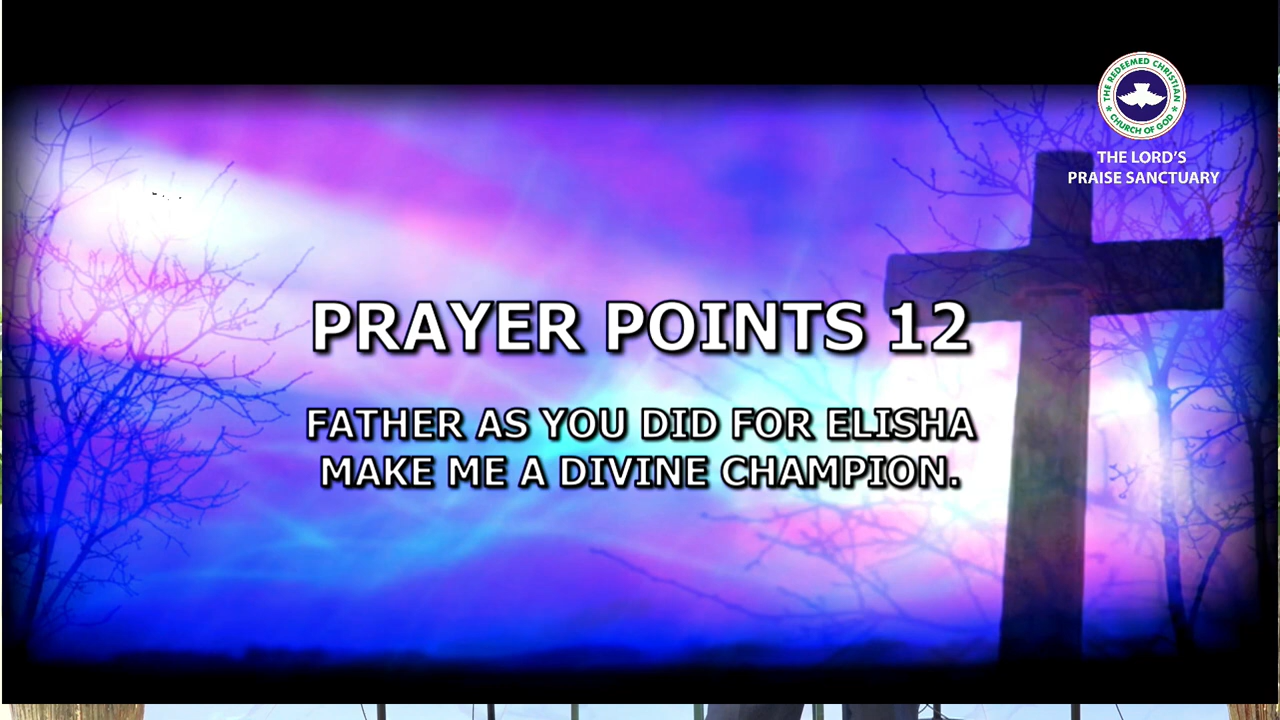 THE REDEEMED CHRISTIAN
CHURCH OF GOD
THE LORD'S
PRAISE SANCTUARY
PRAYER POINTS 12
FATHER AS YOU DID FOR ELISHA
MAKE ME A DIVINE CHAMPION.